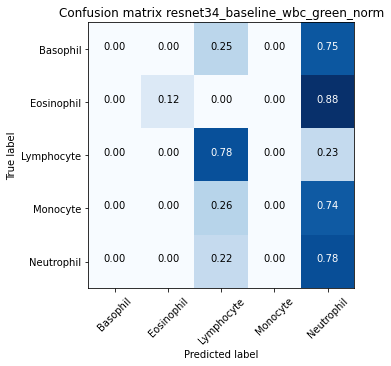 Confusion matrix resnet34_baseline_wbc_green_norm
True label
Basophil 0.00 0.00 0.25 0.00 0.75
Eosinophil 0.00 0.12 0.00 0.00 0.88
Lymphocyte 0.00 0.00 0.78 0.00 0.23
Monocyte 0.00 0.00 0.26 0.00 0.74
Neutrophil 0.00 0.00 0.22 0.00 0.78
Basophil Eosinophil Lymphocyte Monocyte Neutrophil
Predicted label